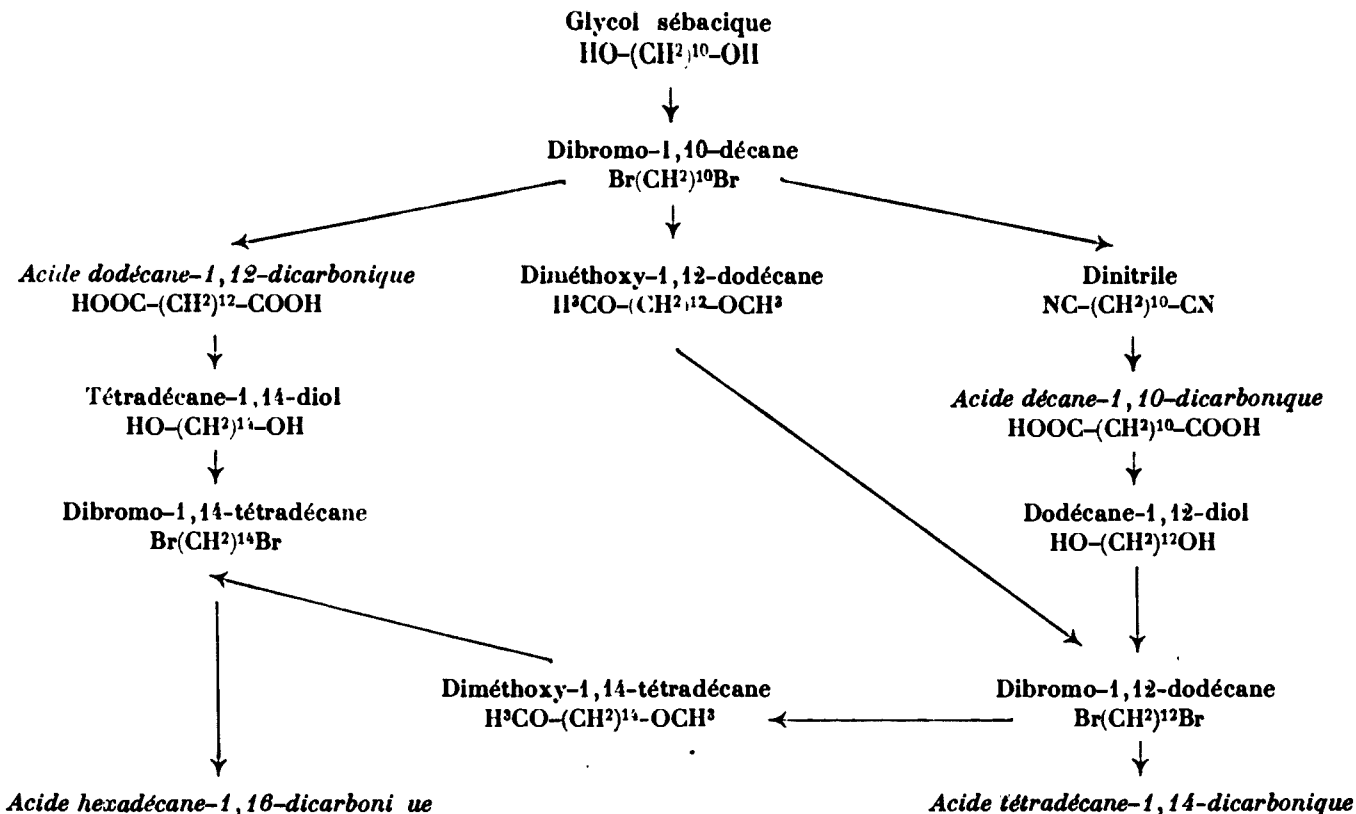 Glycol sébacique
HO-(CH²)¹⁰-OH
Dibromo-1,10-décane
Br(CH²)¹⁰Br
Acide dodécane-1,12-dicarbonique
HOOC-(CH²)¹²-COOH
Diméthoxy-1,12-dodécane
H³CO-(CH²)¹²-OCH³
Dinitrile
NC-(CH²)¹⁰-CN
Tétradécane-1,14-diol
HO-(CH²)¹⁴-OH
Acide décane-1,10-dicarbonique
HOOC-(CH²)¹⁰-COOH
Dibromo-1,14-tétradécane
Br(CH²)¹⁴Br
Dodécane-1,12-diol
HO-(CH²)¹²OH
Diméthoxy-1,14-tétradécane
H³CO-(CH²)¹⁴-OCH³
Dibromo-1,12-dodécane
Br(CH²)¹²Br
Acide hexadécane-1,16-dicarboni ue
Acide tétradécane-1,14-dicarbonique